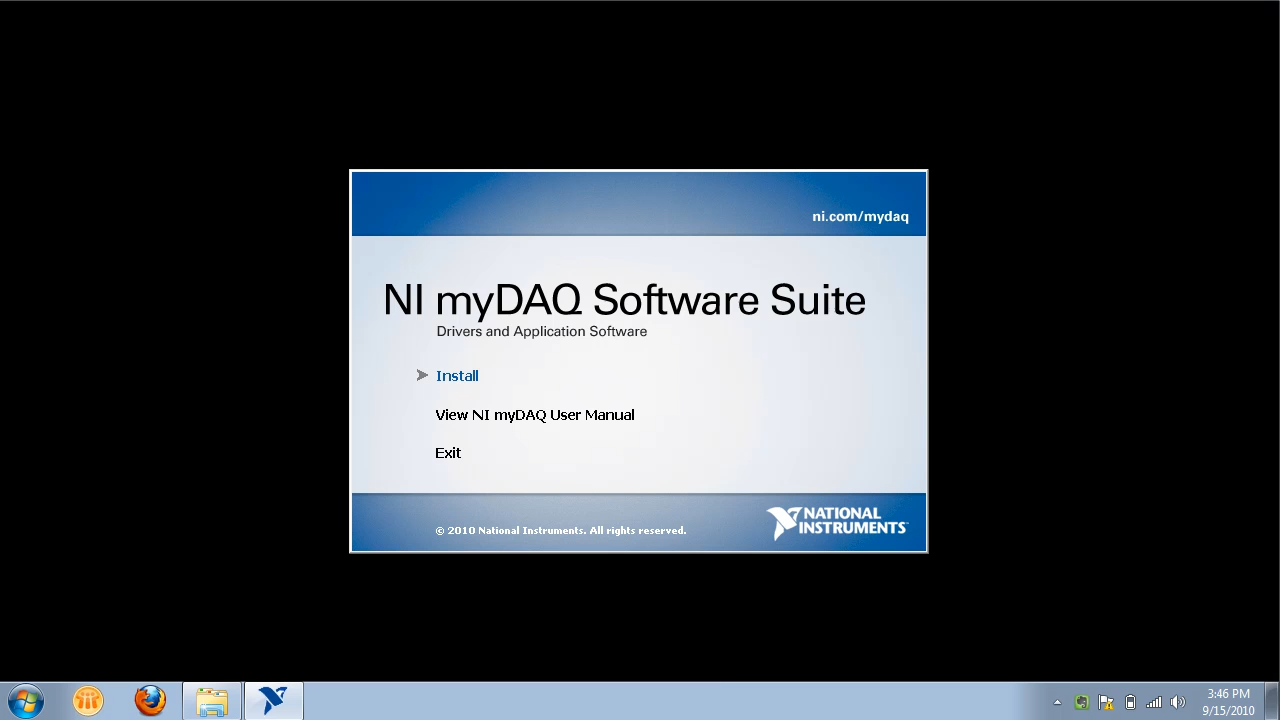 ni.com/mydaq
NI myDAQ Software Suite
Drivers and Application Software
Install
View NI myDAQ User Manual
Exit
© 2010 National Instruments. All rights reserved.
NATIONAL
INSTRUMENTS™
3:46 PM
9/15/2010